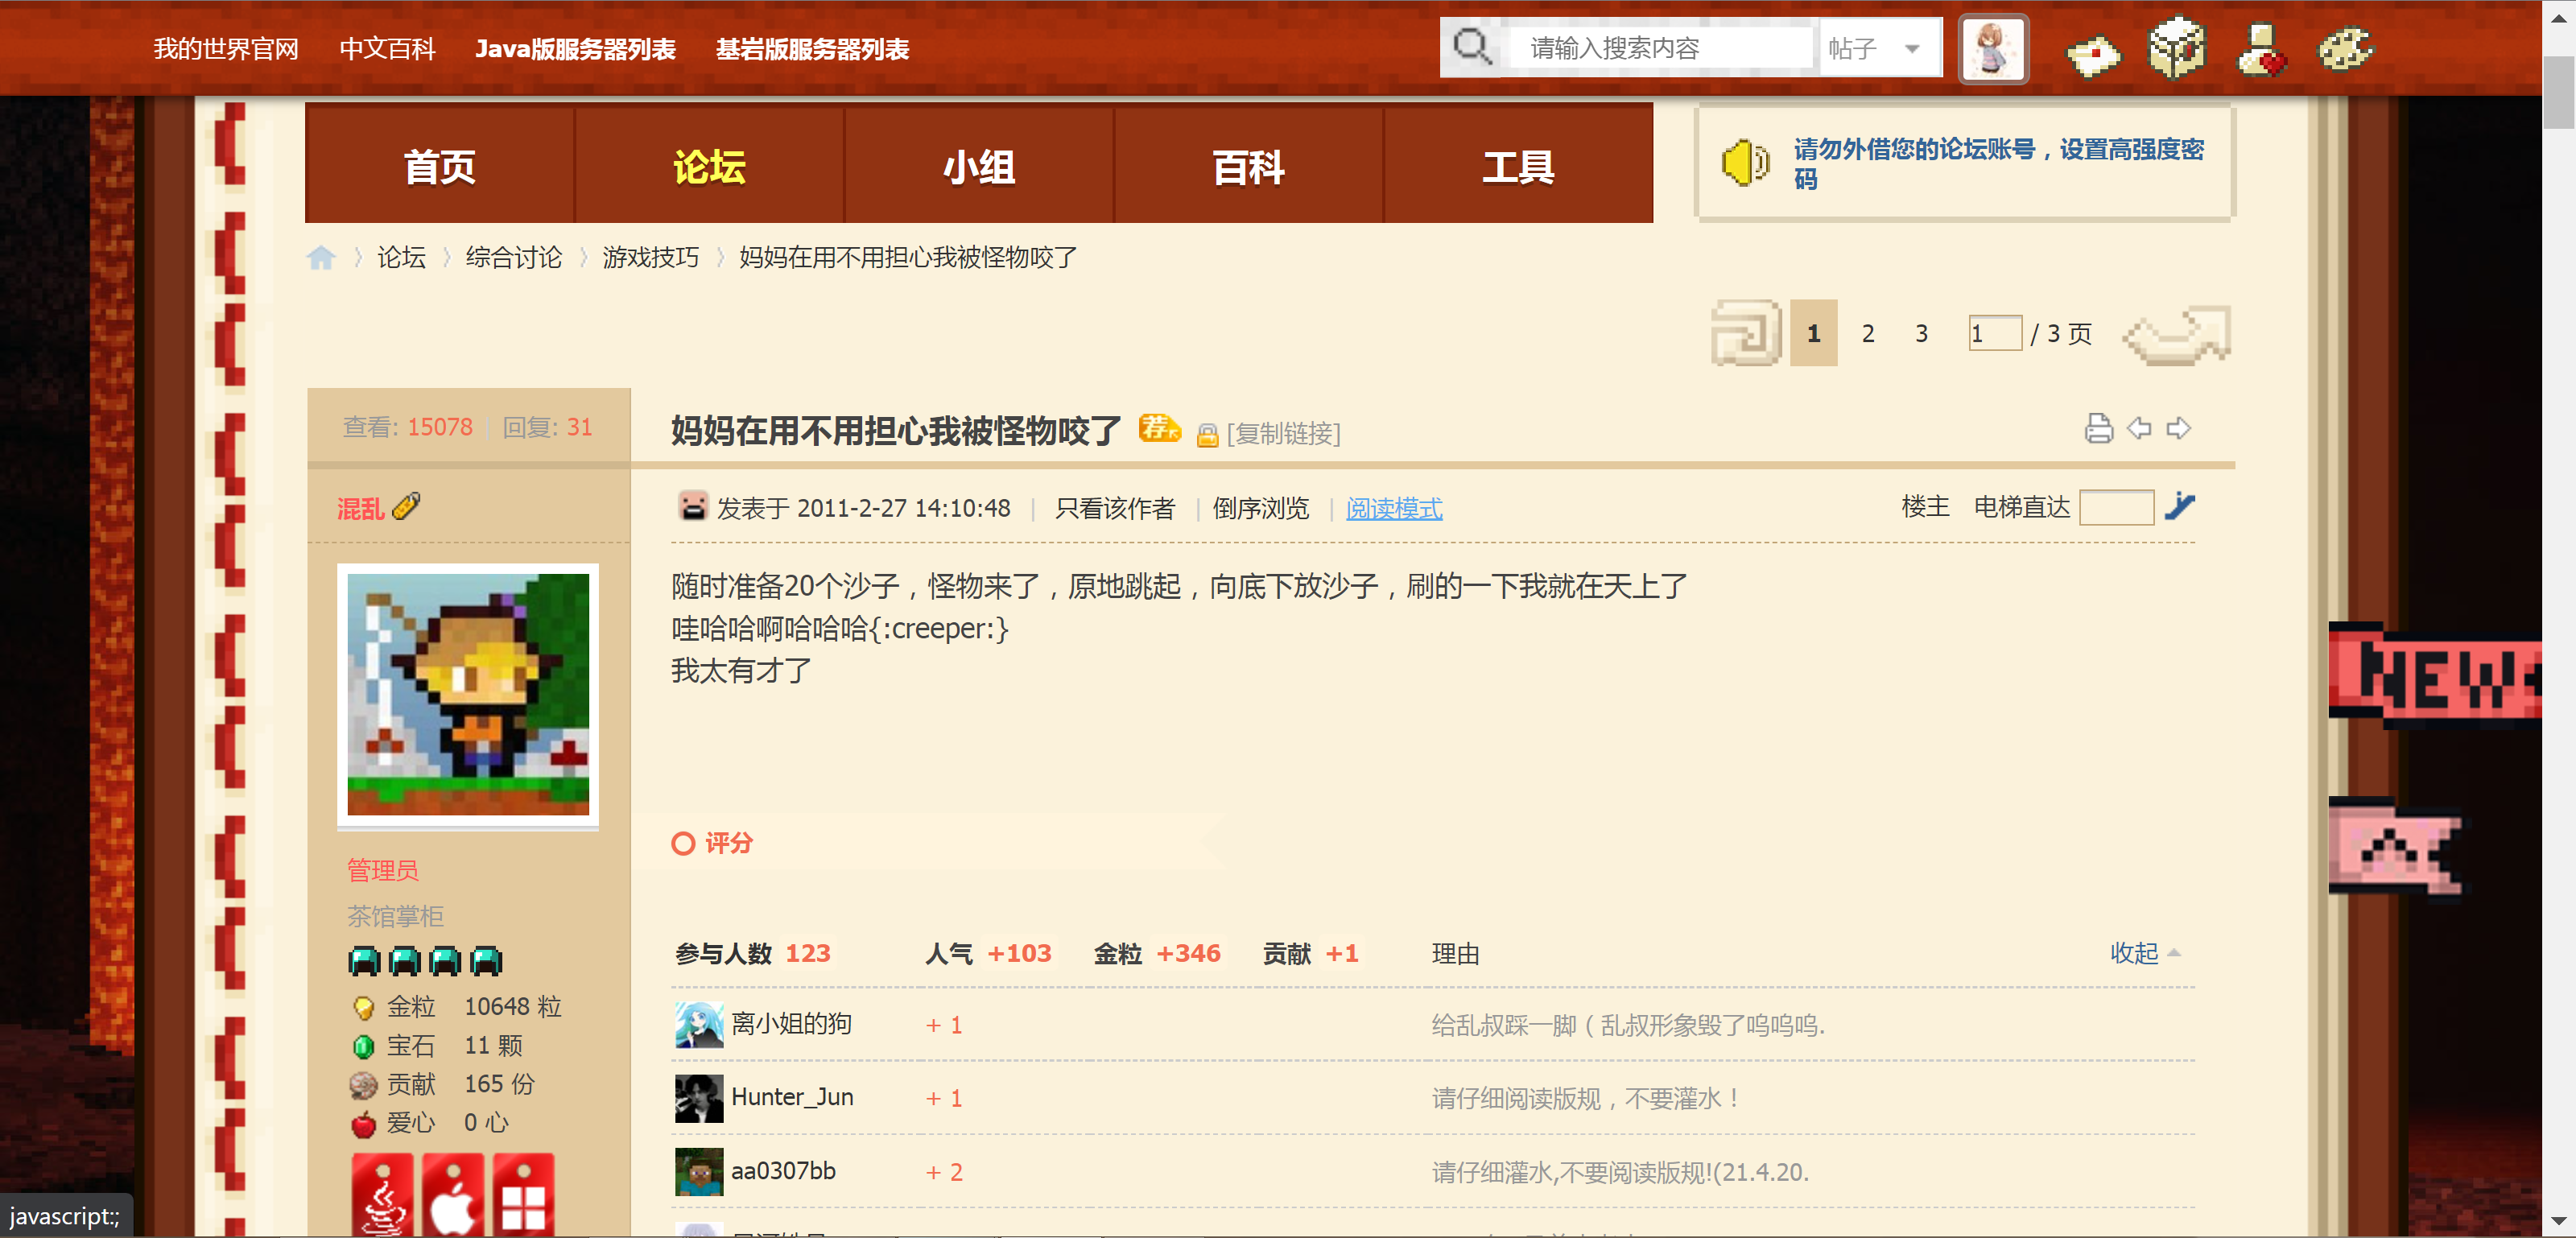 我的世界官网 中文百科 Java版服务器列表 基岩版服务器列表 请输入搜索内容 帖子
首页 论坛 小组 百科 工具
请勿外借您的论坛账号，设置高强度密
码
论坛 综合讨论 游戏技巧 妈妈在用不用担心我被怪物咬了
1 2 3 1 / 3 页
查看: 15078 | 回复: 31
妈妈在用不用担心我被怪物咬了 荐 [复制链接]
混乱
发表于 2011-2-27 14:10:48 | 只看该作者 | 倒序浏览 | 阅读模式
楼主 电梯直达
随时准备20个沙子，怪物来了，原地跳起，向底下放沙子，刷的一下我就在天上了
哇哈哈啊哈哈哈{:creeper:}
我太有才了
NEW
评分
管理员
茶馆掌柜
金粒 10648 粒
宝石 11 颗
贡献 165 份
爱心 0 心
参与人数 123 人气 +103 金粒 +346 贡献 +1 理由 收起
离小姐的狗 + 1 给乱叔踩一脚（乱叔形象毁了呜呜呜.
Hunter_Jun + 1 请仔细阅读版规，不要灌水！
aa0307bb + 2 请仔细灌水,不要阅读版规!(21.4.20.
javascript:;